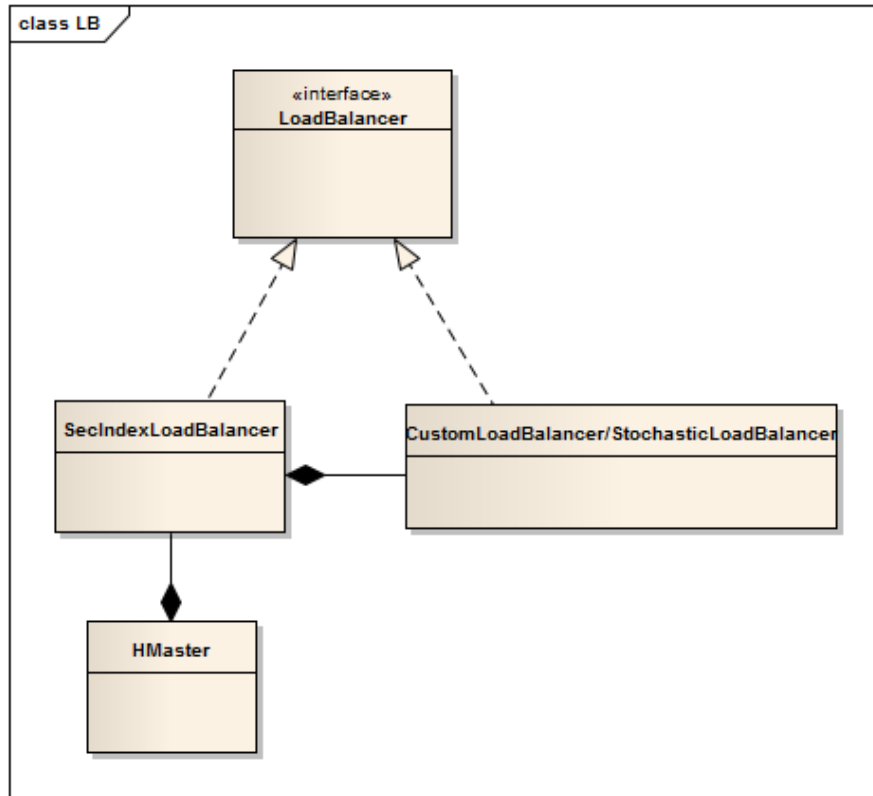 class LB
«interface»
LoadBalancer
SecIndexLoadBalancer
CustomLoadBalancer/StochasticLoadBalancer
HMaster